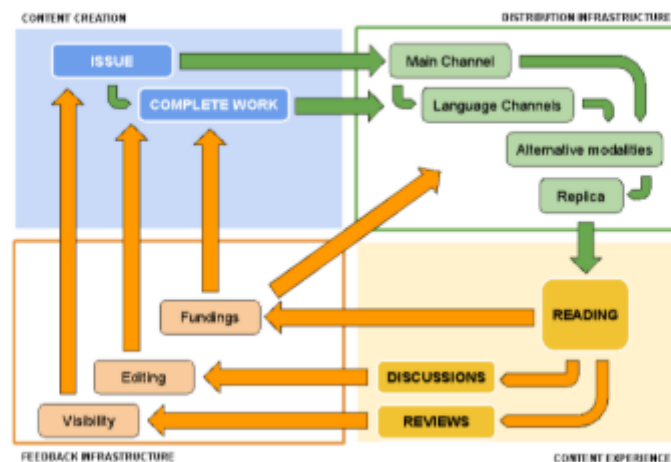 CONTENT CREATION
DISTRIBUTION INFRASTRUCTURE
ISSUE
Main Channel
COMPLETE WORK
Language Channels
Alternative modalities
Replica
Fundings
READING
Editing
DISCUSSIONS
Visibility
REVIEWS
FEEDBACK INFRASTRUCTURE
CONTENT EXPERIENCE